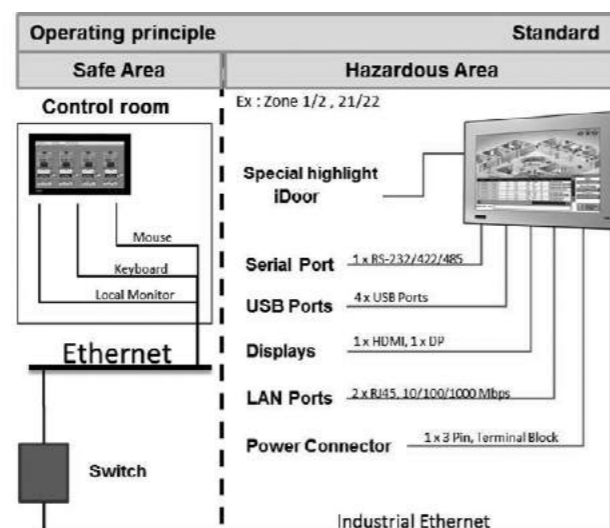 Operating principle Standard
Safe Area Hazardous Area
Control room
Ex : Zone 1/2 , 21/22
Special highlight
iDoor
Mouse
Keyboard
Local Monitor
Serial Port 1 x RS-232/422/485
USB Ports 4 x USB Ports
Displays 1 x HDMI, 1 x DP
LAN Ports 2 x RJ45, 10/100/1000 Mbps
Power Connector 1 x 3 Pin, Terminal Block
Ethernet
Switch
Industrial Ethernet